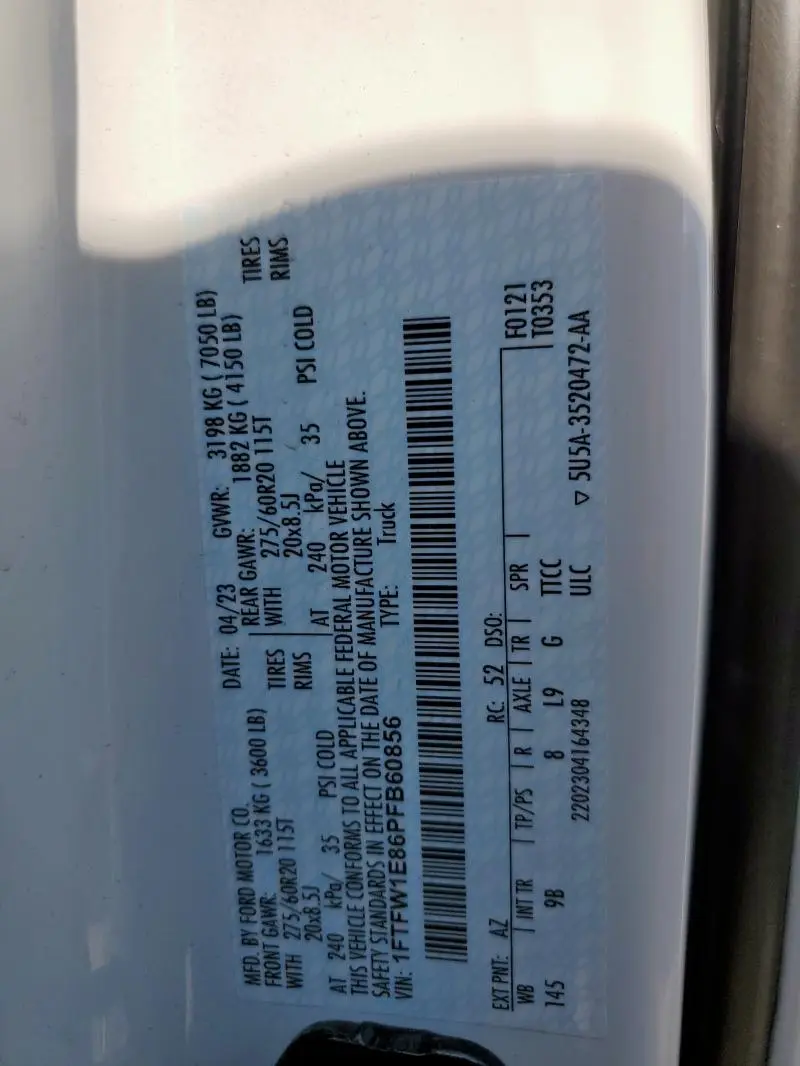 MFD. BY FORD MOTOR CO. DATE: 04/23 GVWR: 3198 KG ( 7050 LB)
FRONT GAWR: 1633 KG ( 3600 LB) REAR GAWR: 1882 KG ( 4150 LB)
WITH 275/60R20 115T TIRES WITH 275/60R20 115T TIRES
20x8.5J RIMS 20x8.5J RIMS
AT 240 kPa/ 35 PSI COLD AT 240 kPa/ 35 PSI COLD
THIS VEHICLE CONFORMS TO ALL APPLICABLE FEDERAL MOTOR VEHICLE
SAFETY STANDARDS IN EFFECT ON THE DATE OF MANUFACTURE SHOWN ABOVE.
VIN: 1FTFW1E86PFB60856 TYPE: Truck
EXT PNT: AZ RC: 52 DSO:
WB INT TR TP/PS R AXLE TR SPR F0121
145 9B 8 L9 G TTCC T0353
2202304164348 ULC ▽ 5U5A-3520472-AA